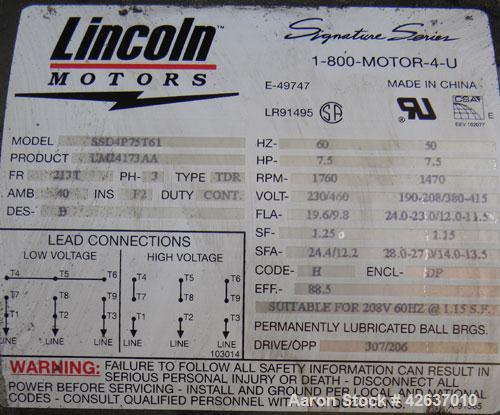 Lincoln™
MOTORS
Signature Series
1-800-MOTOR-4-U
E-49747
MADE IN CHINA
LR91495
CSA
EEV 162077
MODEL SSD4P75T61
PRODUCT UM24173AA
FR 213T PH- 3 TYPE TDR
AMB 40 INS F2 DUTY CONT.
DES- B
HZ- 60 50
HP- 7.5 7.5
RPM- 1760 1470
VOLT- 230/460 190-208/380-415
FLA- 19.6/9.8 24.0-23.0/12.0-11.5
SF- 1.25 1.15
SFA- 24.4/12.2 28.0-27.0/14.0-13.5
CODE- H ENCL- DP
EFF.- 88.5
SUITABLE FOR 208V 60HZ @ 1.15 S.F.
PERMANENTLY LUBRICATED BALL BRGS.
DRIVE/OPP 307/206
LEAD CONNECTIONS
LOW VOLTAGE HIGH VOLTAGE
T4 T5 T6 T4 T5 T6
T7 T8 T9 T7 T8 T9
T1 T2 T3 T1 T2 T3
LINE LINE LINE LINE LINE LINE
103014
WARNING: FAILURE TO FOLLOW ALL SAFETY INFORMATION CAN RESULT IN
SERIOUS PERSONAL INJURY OR DEATH - DISCONNECT ALL
POWER BEFORE SERVICING - INSTALL AND GROUND PER LOCAL AND NATIONAL
CODES - CONSULT QUALIFIED
Aaron Stock # 42637010